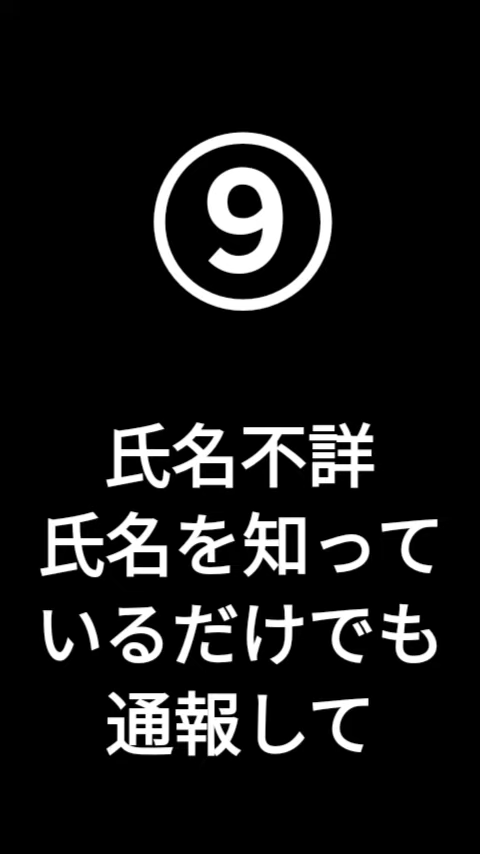 ⑨
氏名不詳
氏名を知って
いるだけでも
通報して